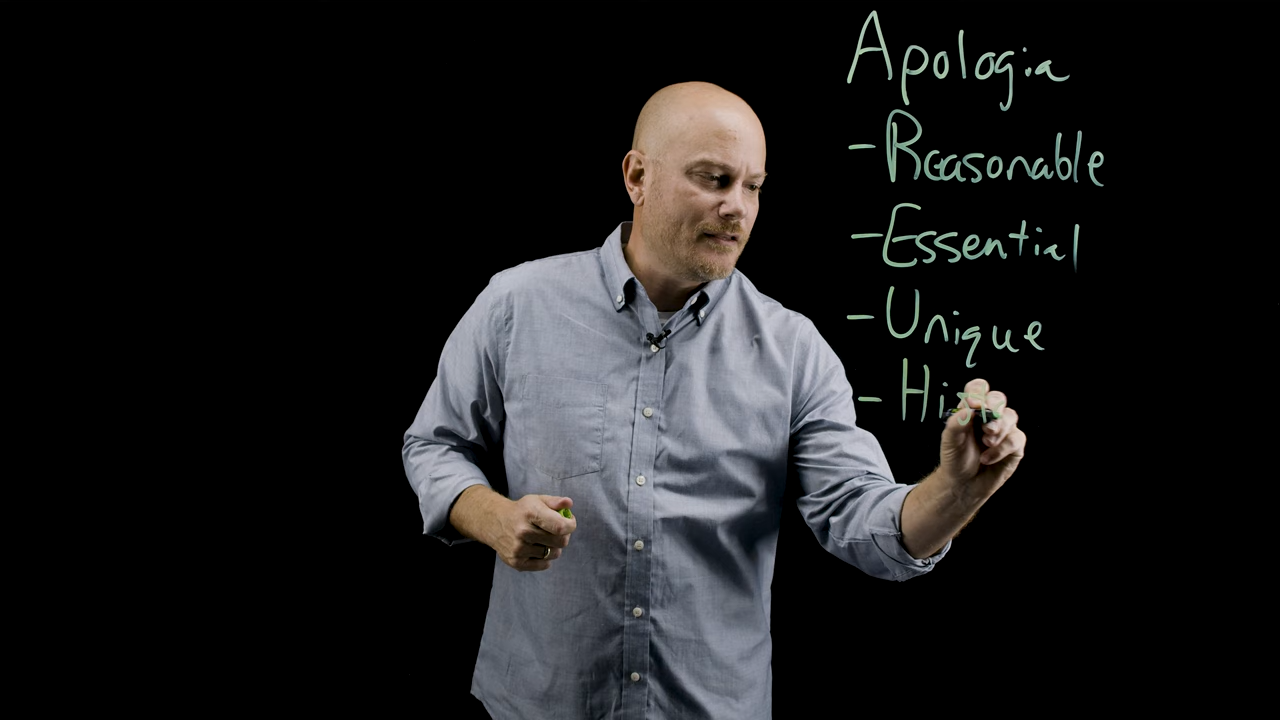 Apologia
- Reasonable
- Essential
- Unique